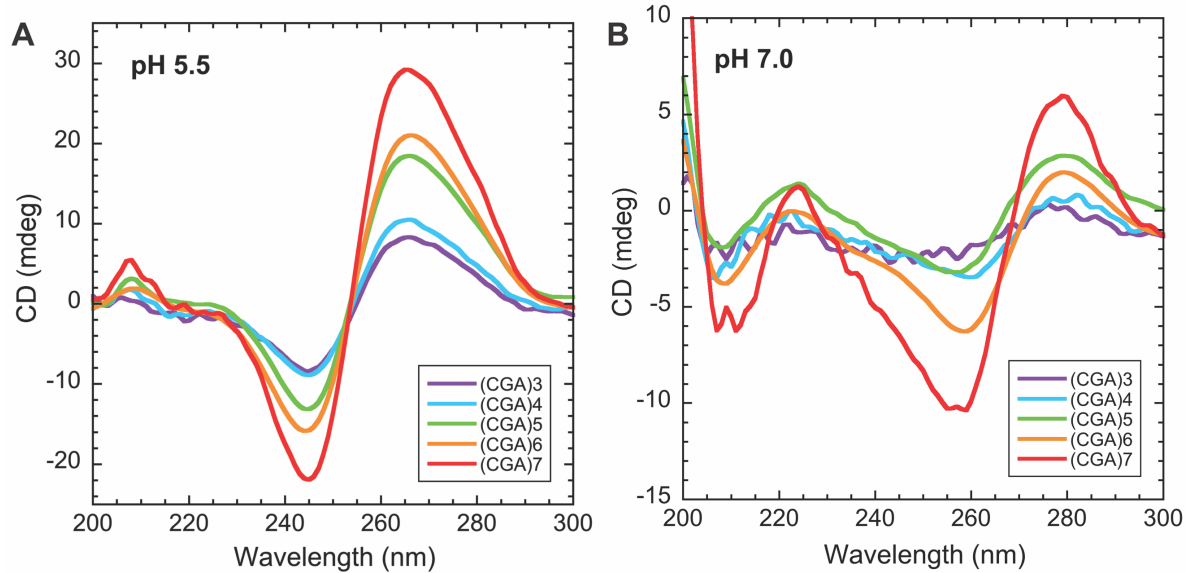 A
pH 5.5
CD (mdeg)
30
20
10
0
-10
-20
(CGA)3
(CGA)4
(CGA)5
(CGA)6
(CGA)7
200 220 240 260 280 300
Wavelength (nm)
B
pH 7.0
CD (mdeg)
10
5
0
-5
-10
-15
(CGA)3
(CGA)4
(CGA)5
(CGA)6
(CGA)7
200 220 240 260 280 300
Wavelength (nm)